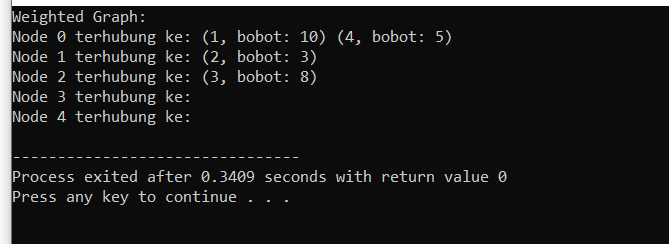 Weighted Graph:
Node 0 terhubung ke: (1, bobot: 10) (4, bobot: 5)
Node 1 terhubung ke: (2, bobot: 3)
Node 2 terhubung ke: (3, bobot: 8)
Node 3 terhubung ke:
Node 4 terhubung ke:
--------------------------------
Process exited after 0.3409 seconds with return value 0
Press any key to continue . . .